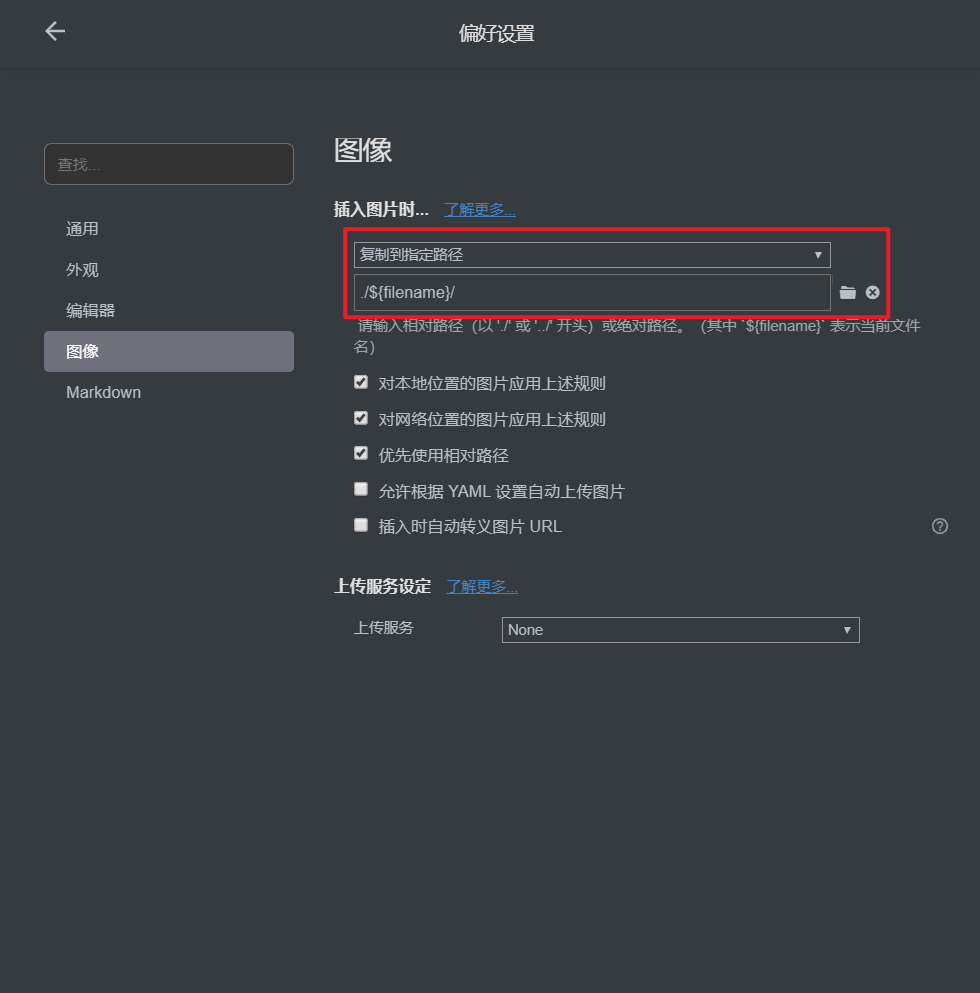 偏好设置
查找...
通用
外观
编辑器
图像
Markdown
图像
插入图片时... 了解更多...
复制到指定路径
./${filename}/
请输入相对路径（以 './' 或 '../' 开头）或绝对路径。（其中 `${filename}` 表示当前文件
名）
对本地位置的图片应用上述规则
对网络位置的图片应用上述规则
优先使用相对路径
允许根据 YAML 设置自动上传图片
插入时自动转义图片 URL
上传服务设定 了解更多...
上传服务 None